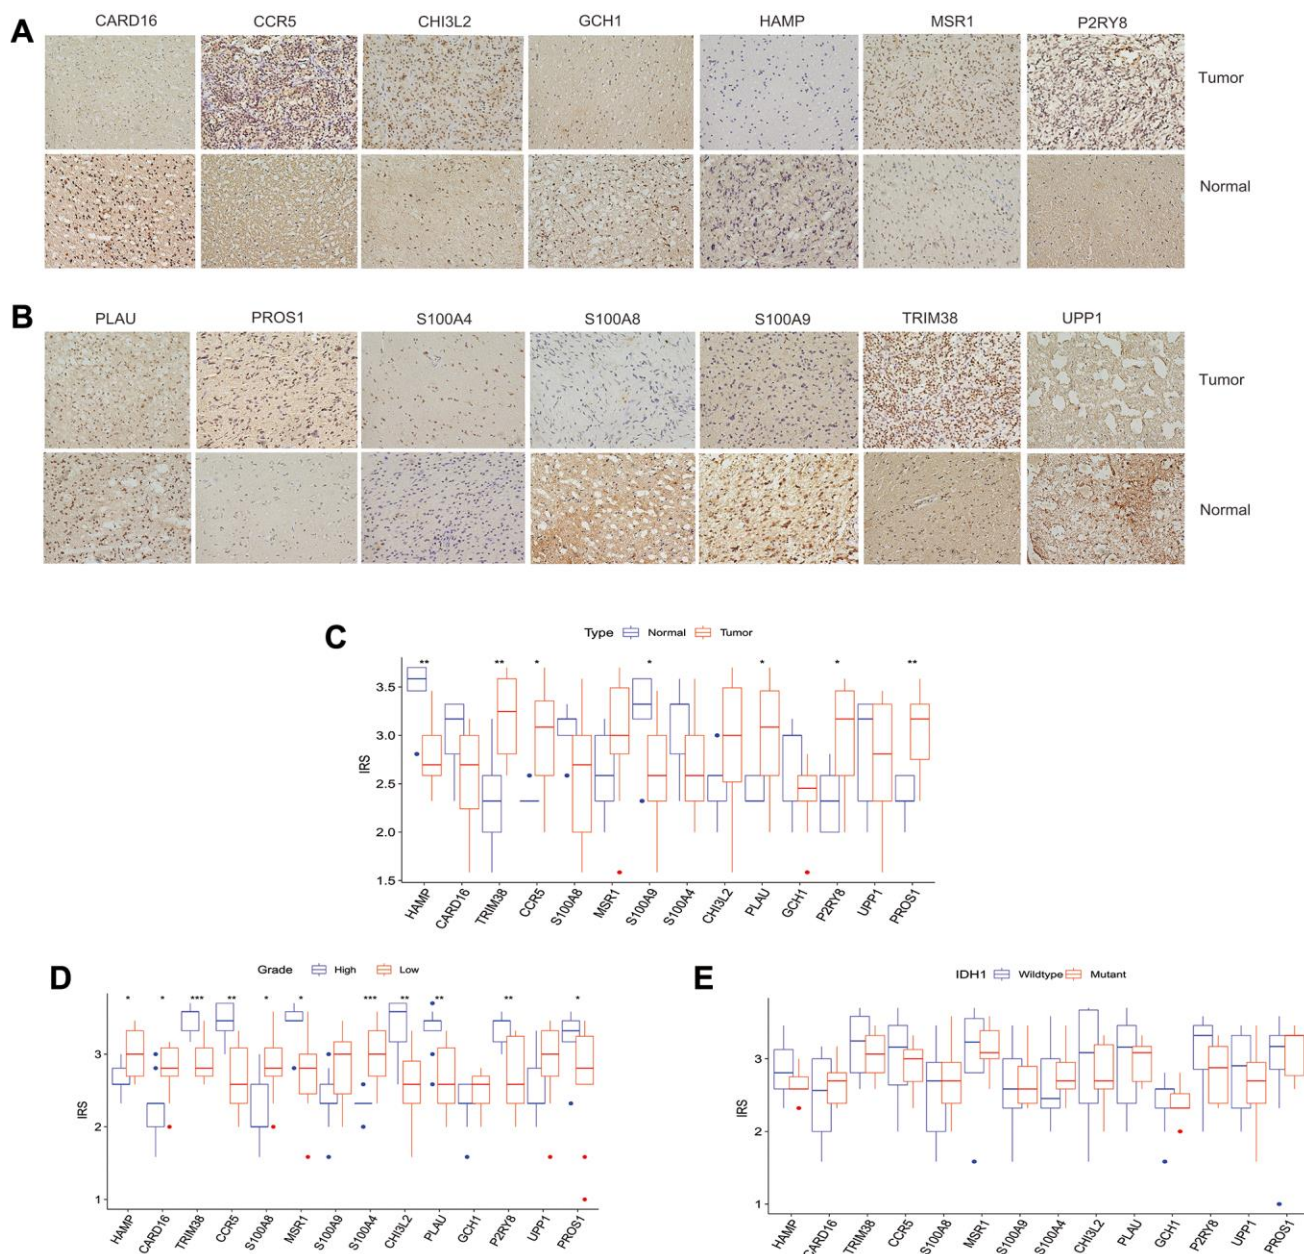 A
CARD16 CCR5 CHI3L2 GCH1 HAMP MSR1 P2RY8
Tumor
Normal
B
PLAU PROS1 S100A4 S100A8 S100A9 TRIM38 UPP1
Tumor
Normal
C
Type Normal Tumor
** ** * * * * **
3.5
3.0
2.5
2.0
1.5
IRS
HAMP CARD16 TRIM38 CCR5 S100A8 MSR1 S100A9 S100A4 CHI3L2 PLAU GCH1 P2RY8 UPP1 PROS1
D
Grade High Low
* * *** ** * * *** ** ** ** *
3
2
1
IRS
HAMP CARD16 TRIM38 CCR5 S100A8 MSR1 S100A9 S100A4 CHI3L2 PLAU GCH1 P2RY8 UPP1 PROS1
E
IDH1 Wildtype Mutant
3
2
1
IRS
HAMP CARD16 TRIM38 CCR5 S100A8 MSR1 S100A9 S100A4 CHI3L2 PLAU GCH1 P2RY8 UPP1 PROS1